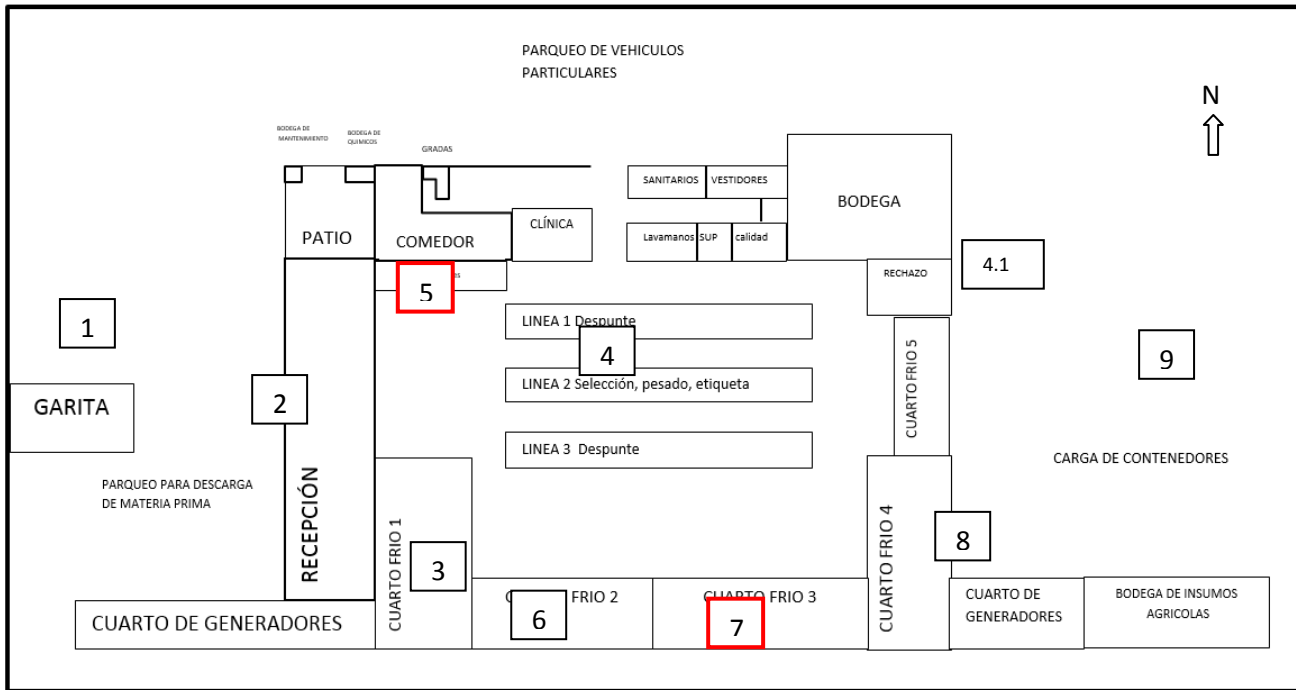 PARQUEO DE VEHICULOS
PARTICULARES
N
BODEGA DE
MANTENIMIENTO
BODEGA DE
QUIMICOS
GRADAS
SANITARIOS
VESTIDORES
BODEGA
PATIO
COMEDOR
CLÍNICA
Lavamanos
SUP
calidad
RECHAZO
4.1
5
1
LINEA 1 Despunte
4
LINEA 2 Selección, pesado, etiqueta
LINEA 3 Despunte
CUARTO FRIO 5
9
GARITA
2
CARGA DE CONTENEDORES
PARQUEO PARA DESCARGA
DE MATERIA PRIMA
RECEPCIÓN
CUARTO FRIO 1
3
CUARTO FRIO 4
8
CUARTO DE GENERADORES
FRIO 2
6
CUARTO FRIO 3
7
CUARTO DE
GENERADORES
BODEGA DE INSUMOS
AGRICOLAS